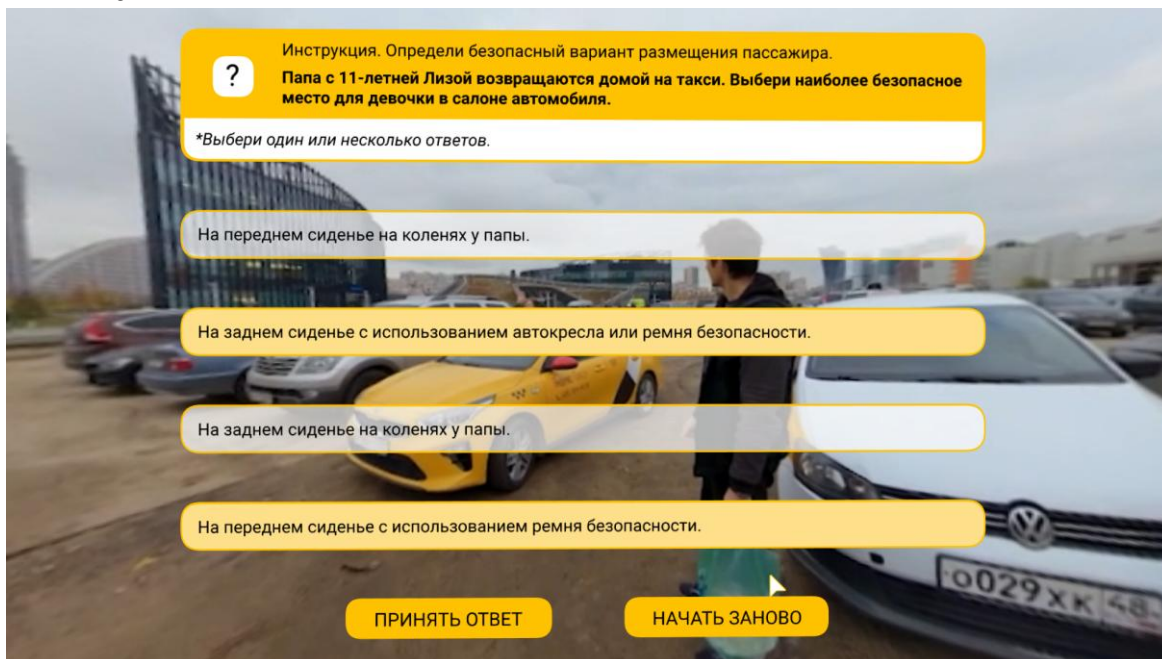 ?
Инструкция. Определи безопасный вариант размещения пассажира.
Папа с 11-летней Лизой возвращаются домой на такси. Выбери наиболее безопасное
место для девочки в салоне автомобиля.
*Выбери один или несколько ответов.
На переднем сиденье на коленях у папы.
На заднем сиденье с использованием автокресла или ремня безопасности.
На заднем сиденье на коленях у папы.
На переднем сиденье с использованием ремня безопасности.
о029хк 48
ПРИНЯТЬ ОТВЕТ
НАЧАТЬ ЗАНОВО